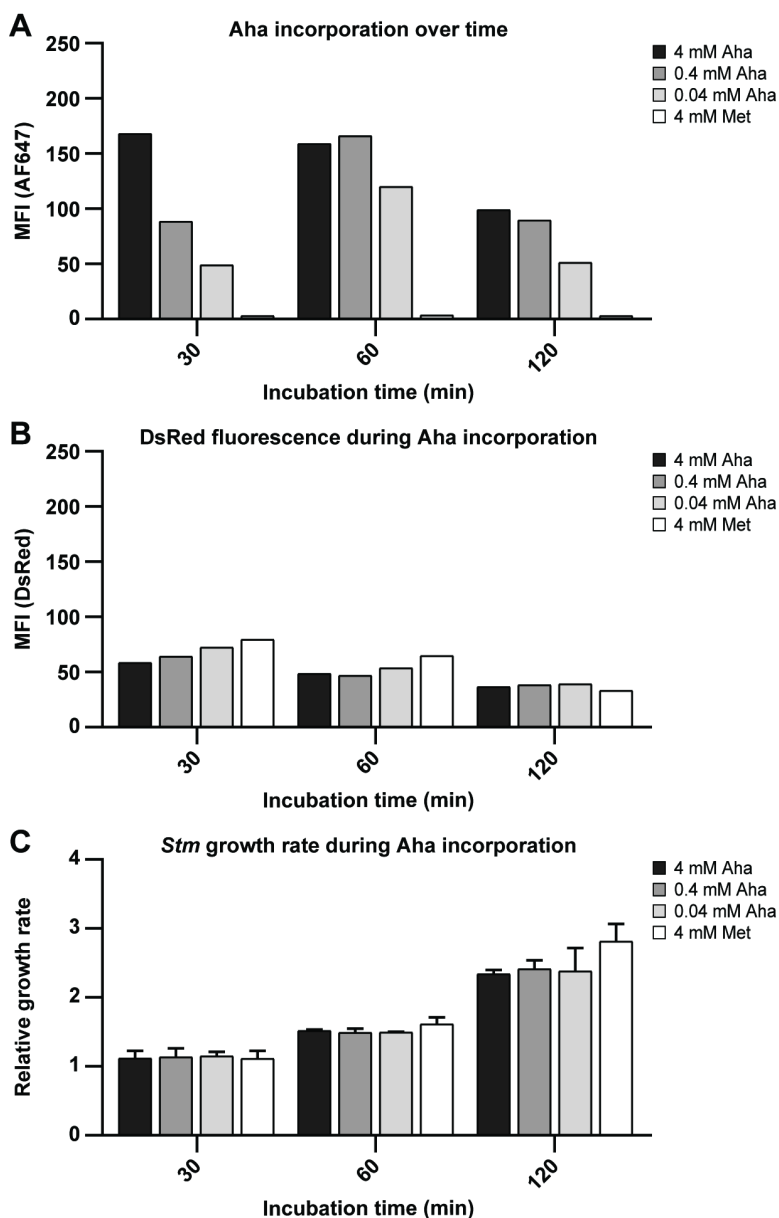 A
Aha incorporation over time
250
200
150
100
50
0
MFI (AF647)
30
60
120
Incubation time (min)
4 mM Aha
0.4 mM Aha
0.04 mM Aha
4 mM Met
B
DsRed fluorescence during Aha incorporation
250
200
150
100
50
0
MFI (DsRed)
30
60
120
Incubation time (min)
4 mM Aha
0.4 mM Aha
0.04 mM Aha
4 mM Met
C
Stm growth rate during Aha incorporation
4
3
2
1
0
Relative growth rate
30
60
120
Incubation time (min)
4 mM Aha
0.4 mM Aha
0.04 mM Aha
4 mM Met